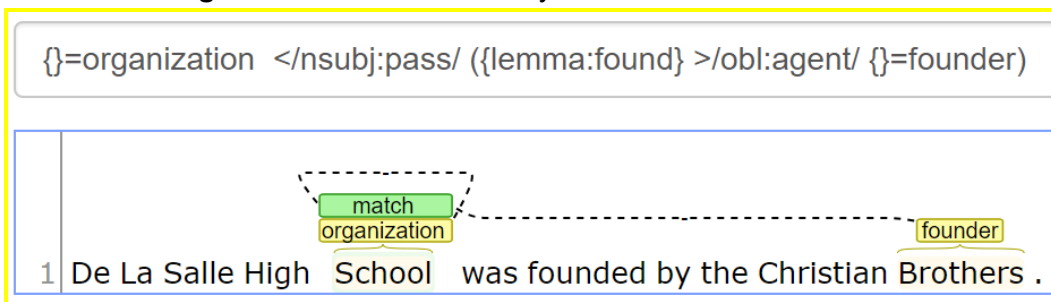 {}=organization </nsubj:pass/ ({lemma:found} >/obl:agent/ {}=founder)
match
organization
founder
1 De La Salle High School was founded by the Christian Brothers .